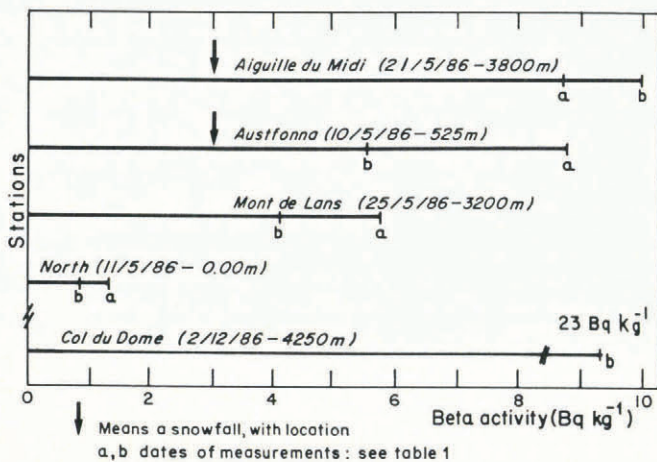 Aiguille du Midi (21/5/86-3800m)
a
b
Austfonna (10/5/86-525m)
b
a
Mont de Lans (25/5/86-3200m)
b
a
North (11/5/86-0.00m)
b
a
23 Bq kg⁻¹
Col du Dome (2/12/86-4250m)
b
Stations
0 2 4 6 8 10
Beta activity (Bq kg⁻¹)
Means a snowfall, with location
a,b dates of measurements: see table 1